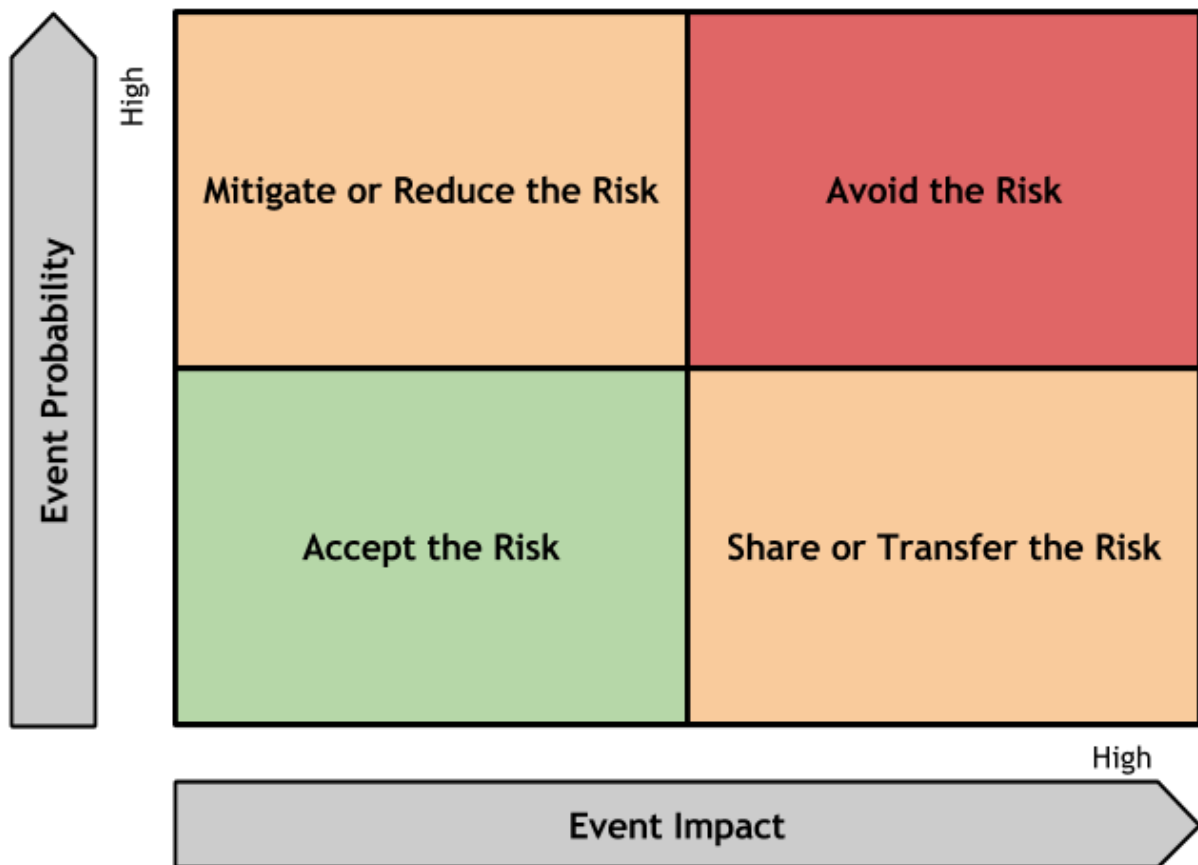 High
Mitigate or Reduce the Risk
Avoid the Risk
Event Probability
Accept the Risk
Share or Transfer the Risk
High
Event Impact